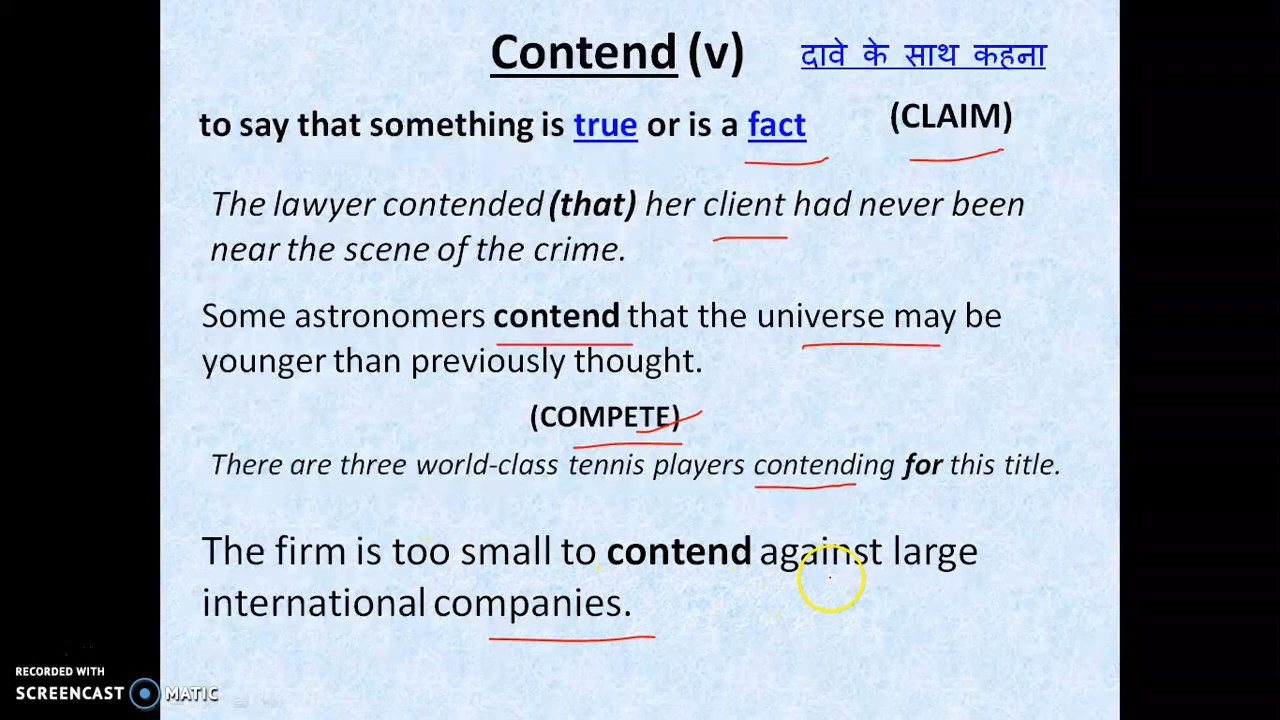 Contend (v) दावे के साथ कहना
to say that something is true or is a fact (CLAIM)
The lawyer contended (that) her client had never been
near the scene of the crime.
Some astronomers contend that the universe may be
younger than previously thought.
(COMPETE)
There are three world-class tennis players contending for this title.
The firm is too small to contend against large
international companies.
RECORDED WITH
SCREENCAST MATIC